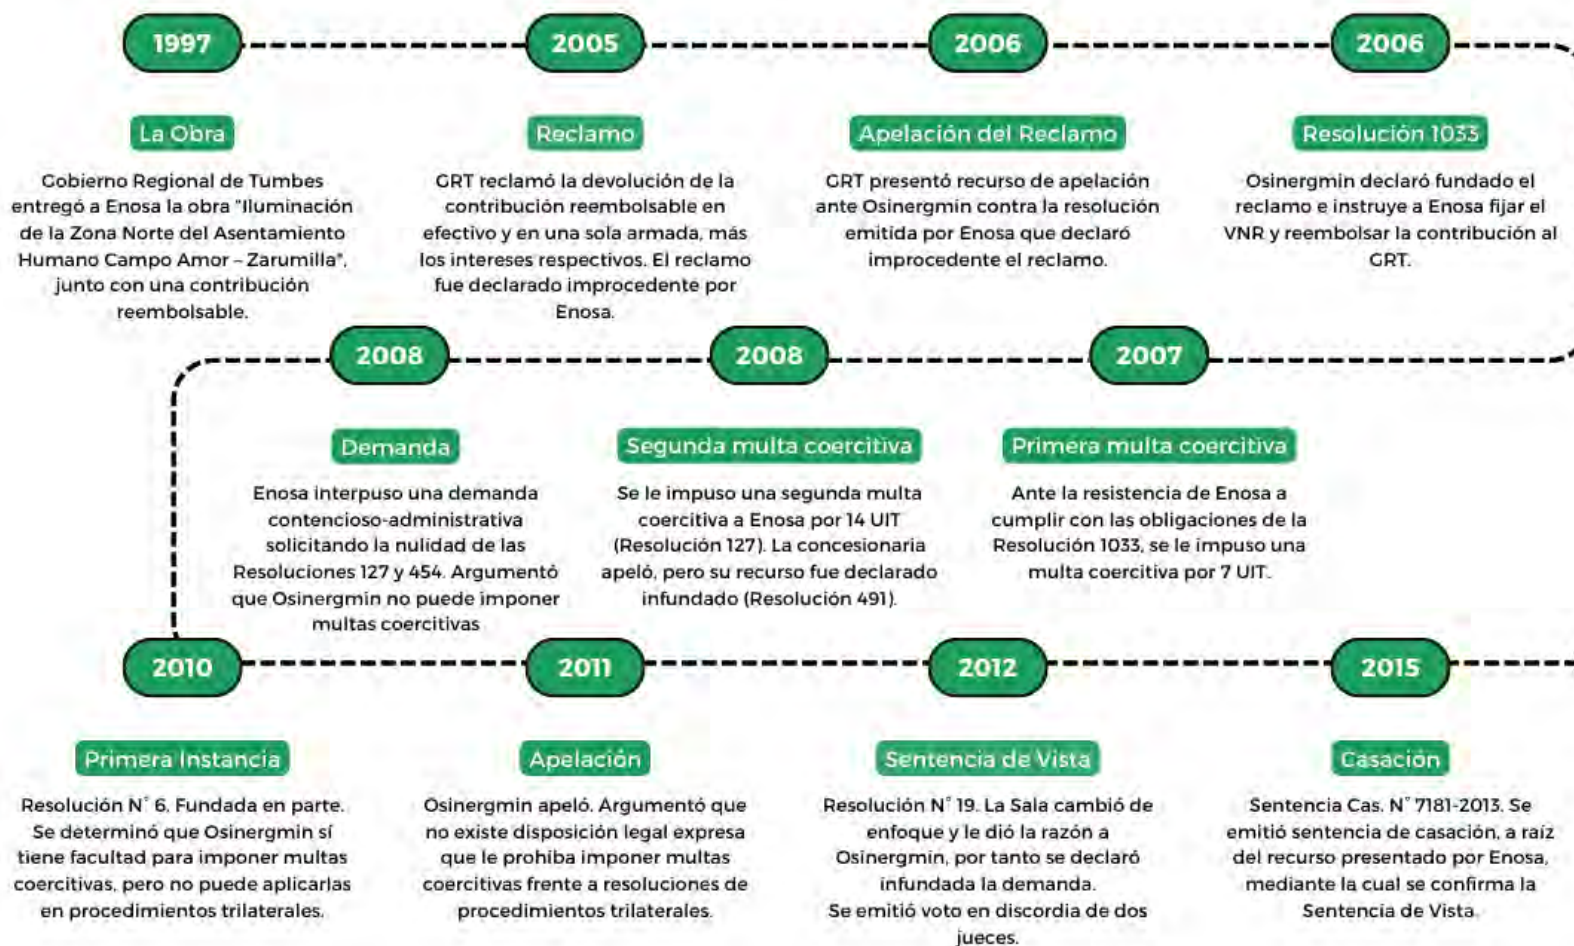 1997
La Obra
Gobierno Regional de Tumbes
entregó a Enosa la obra "Iluminación
de la Zona Norte del Asentamiento
Humano Campo Amor – Zarumilla",
junto con una contribución
reembolsable.
2005
Reclamo
GRT reclamó la devolución de la
contribución reembolsable en
efectivo y en una sola armada, más
los intereses respectivos. El reclamo
fue declarado improcedente por
Enosa.
2006
Apelación del Reclamo
GRT presentó recurso de apelación
ante Osinergmin contra la resolución
emitida por Enosa que declaró
improcedente el reclamo.
2006
Resolución 1033
Osinergmin declaró fundado el
reclamo e instruye a Enosa fijar el
VNR y reembolsar la contribución al
GRT.
2007
Primera multa coercitiva
Ante la resistencia de Enosa a
cumplir con las obligaciones de la
Resolución 1033, se le impuso una
multa coercitiva por 7 UIT.
2008
Segunda multa coercitiva
Se le impuso una segunda multa
coercitiva a Enosa por 14 UIT
(Resolución 127). La concesionaria
apeló, pero su recurso fue declarado
infundado (Resolución 491).
2008
Demanda
Enosa interpuso una demanda
contencioso-administrativa
solicitando la nulidad de las
Resoluciones 127 y 454. Argumentó
que Osinergmin no puede imponer
multas coercitivas
2010
Primera Instancia
Resolución N° 6. Fundada en parte.
Se determinó que Osinergmin sí
tiene facultad para imponer multas
coercitivas, pero no puede aplicarlas
en procedimientos trilaterales.
2011
Apelación
Osinergmin apeló. Argumentó que
no existe disposición legal expresa
que le prohiba imponer multas
coercitivas frente a resoluciones de
procedimientos trilaterales.
2012
Sentencia de Vista
Resolución N° 19. La Sala cambió de
enfoque y le dió la razón a
Osinergmin, por tanto se declaró
infundada la demanda.
Se emitió voto en discordia de dos
jueces.
2015
Casación
Sentencia Cas. N° 7181-2013. Se
emitió sentencia de casación, a raíz
del recurso presentado por Enosa,
mediante la cual se confirma la
Sentencia de Vista.